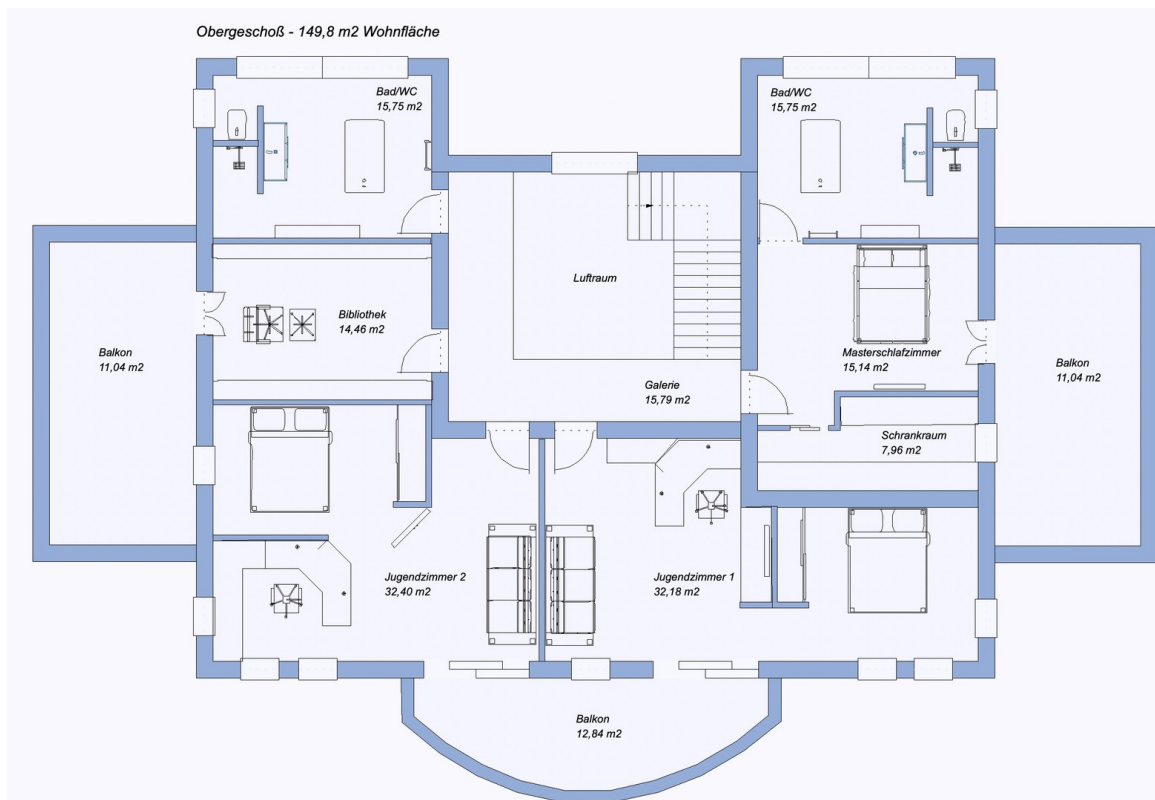 Obergeschoß - 149,8 m2 Wohnfläche
Bad/WC
15,75 m2
Bad/WC
15,75 m2
Luftraum
Bibliothek
14,46 m2
Balkon
11,04 m2
Masterschlafzimmer
15,14 m2
Balkon
11,04 m2
Galerie
15,79 m2
Schrankraum
7,96 m2
Jugendzimmer 2
32,40 m2
Jugendzimmer 1
32,18 m2
Balkon
12,84 m2